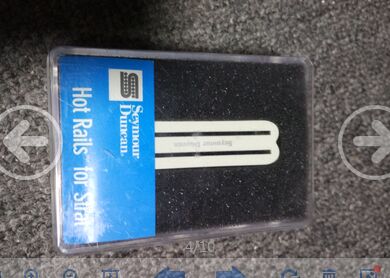 Seymour
Duncan
Hot Rails for Strat
Seymour Duncan
4/10